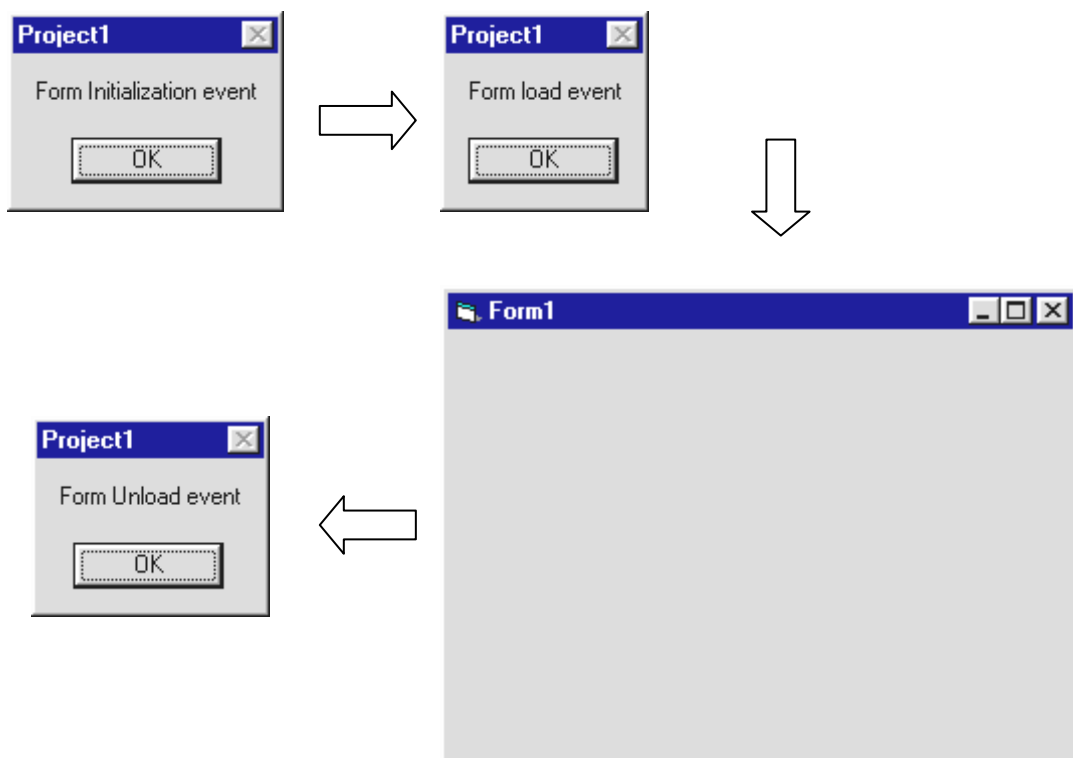 Project1
Form Initialization event
OK
Project1
Form load event
OK
Form1
Project1
Form Unload event
OK